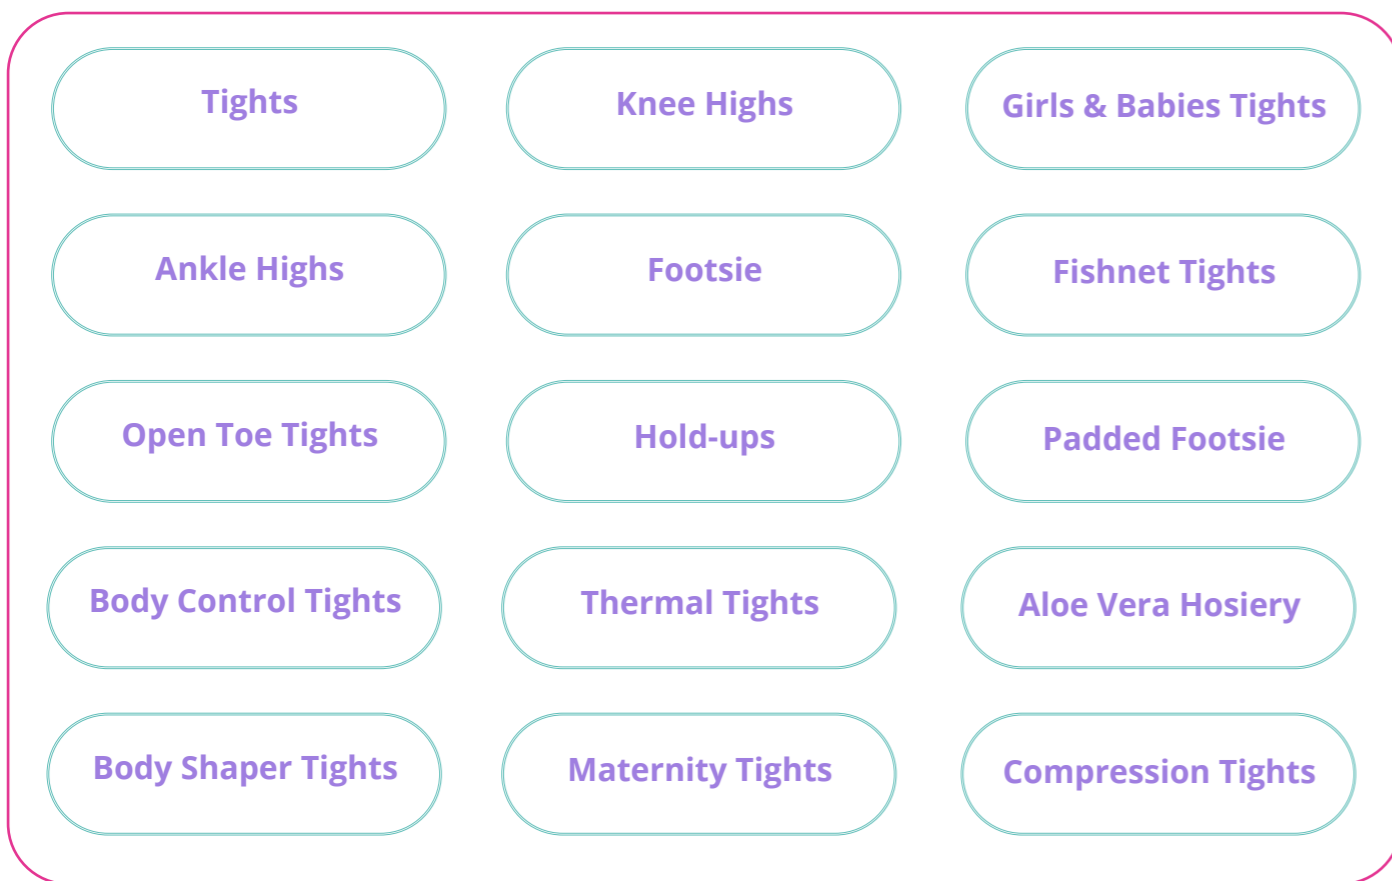 Tights
Knee Highs
Girls & Babies Tights
Ankle Highs
Footsie
Fishnet Tights
Open Toe Tights
Hold-ups
Padded Footsie
Body Control Tights
Thermal Tights
Aloe Vera Hosiery
Body Shaper Tights
Maternity Tights
Compression Tights